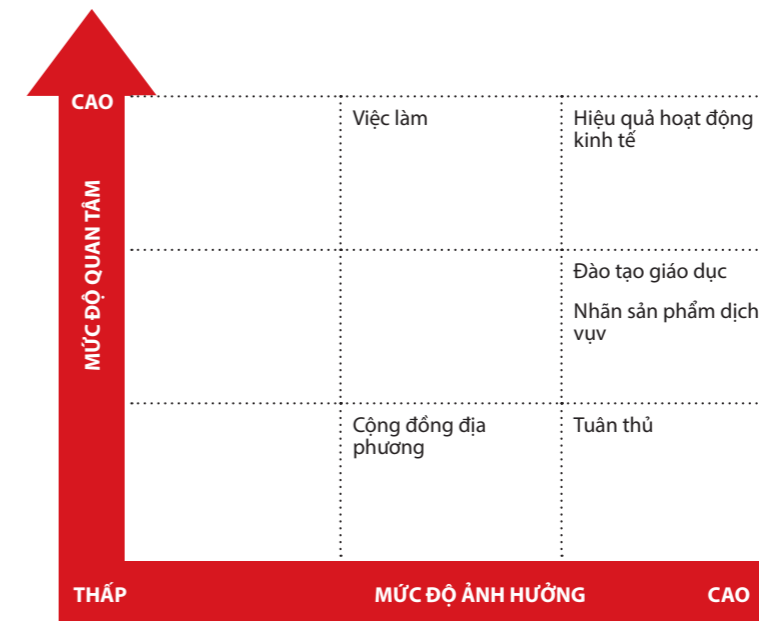 CAO
Việc làm
Hiệu quả hoạt động
kinh tế
MỨC ĐỘ QUAN TÂM
Đào tạo giáo dục
Nhãn sản phẩm dịch
vụv
Cộng đồng địa
phương
Tuân thủ
THẤP
MỨC ĐỘ ẢNH HƯỞNG
CAO